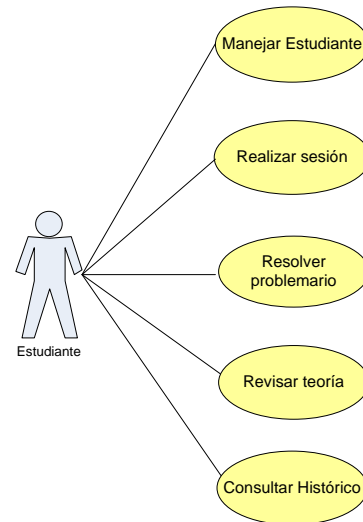 Manejar Estudiante
Realizar sesión
Resolver
problemario
Estudiante
Revisar teoría
Consultar Histórico